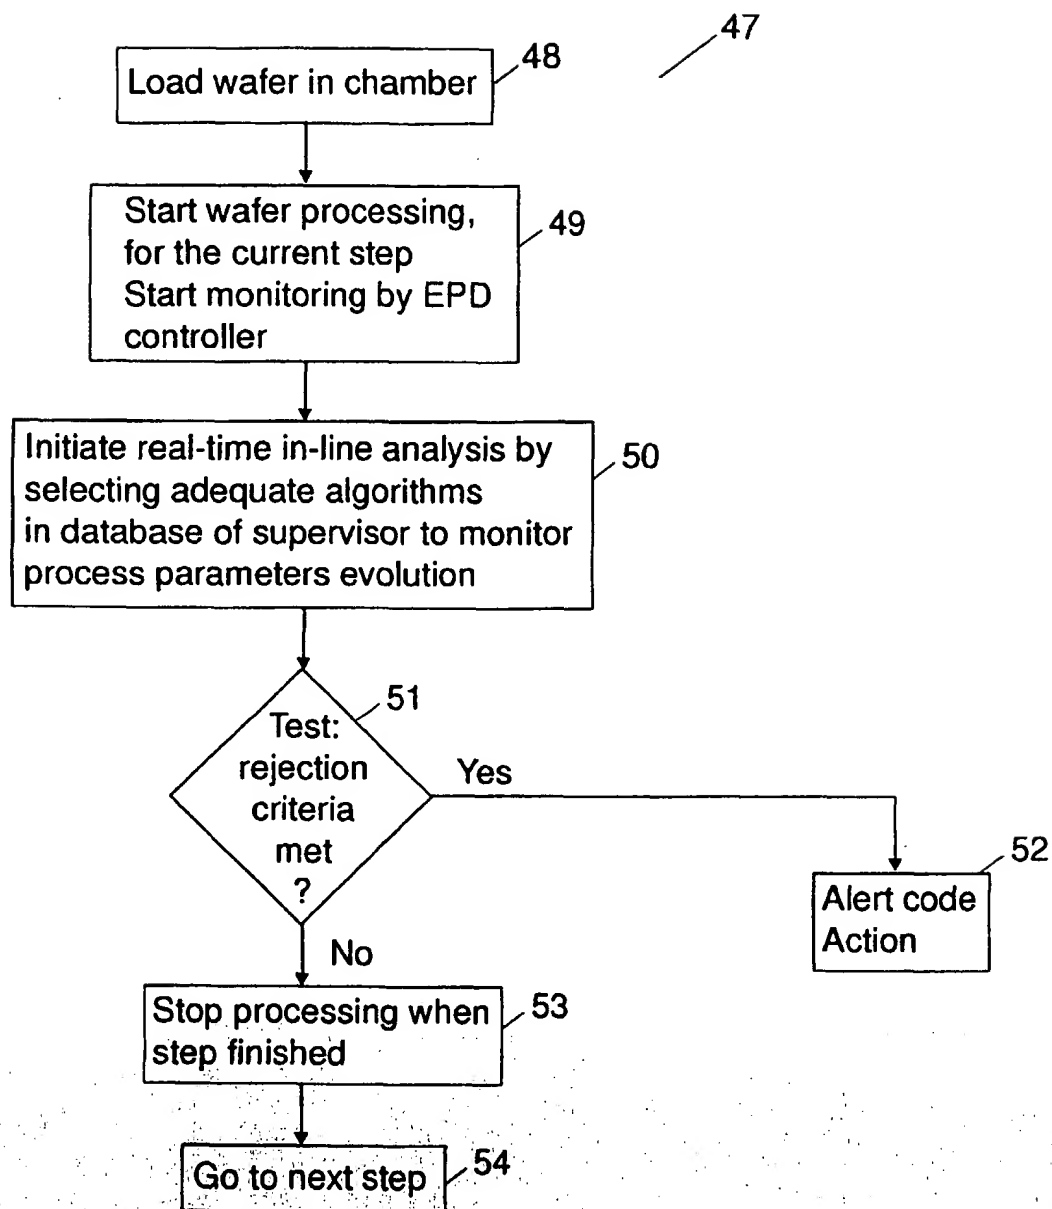 47
Load wafer in chamber
48
Start wafer processing,
for the current step
Start monitoring by EPD
controller
49
Initiate real-time in-line analysis by
selecting adequate algorithms
in database of supervisor to monitor
process parameters evolution
50
Test:
rejection
criteria
met
?
51
Yes
Alert code
Action
52
No
Stop processing when
step finished
53
Go to next step
54